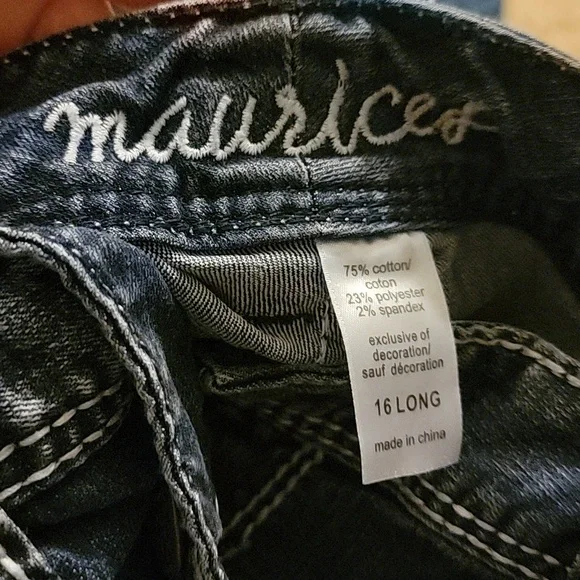 maurices
75% cotton/
coton
23% polyester
2% spandex
exclusive of
decoration/
sauf décoration
16 LONG
made in china